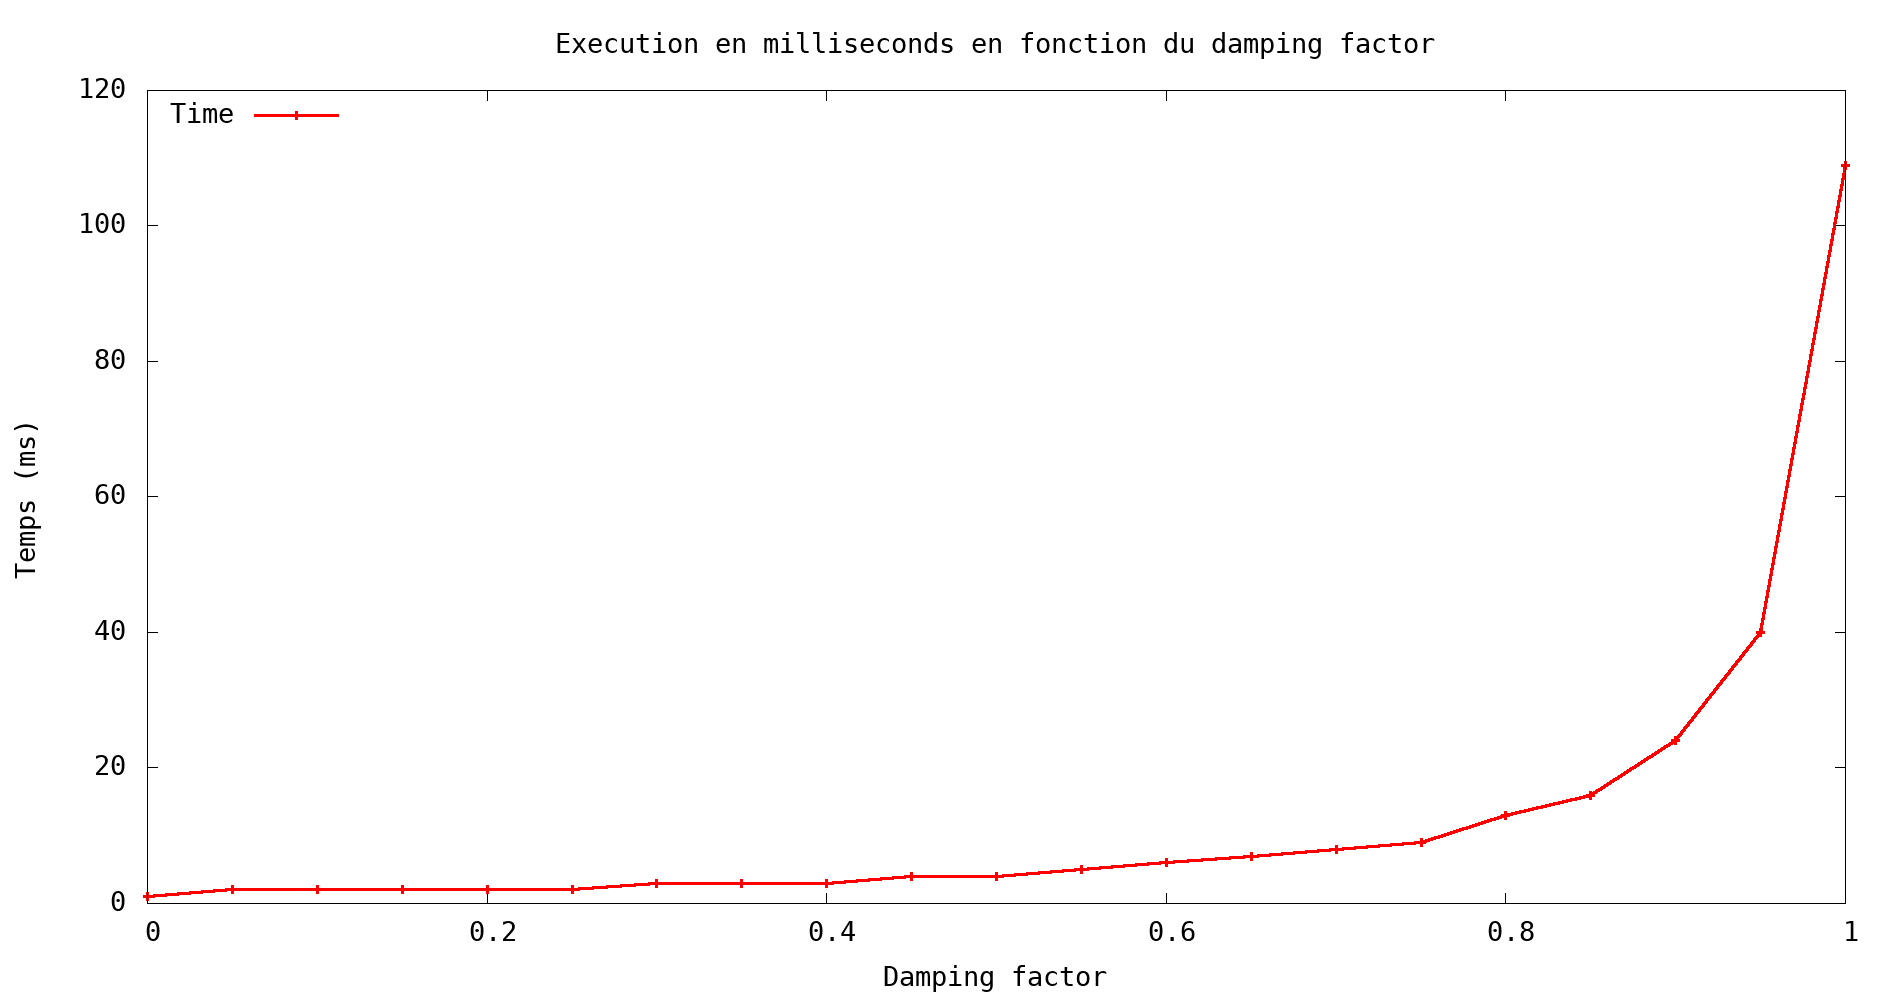 Execution en milliseconds en fonction du damping factor
120
Time
100
80
60
40
20
0
Temps (ms)
0 0.2 0.4 0.6 0.8 1
Damping factor